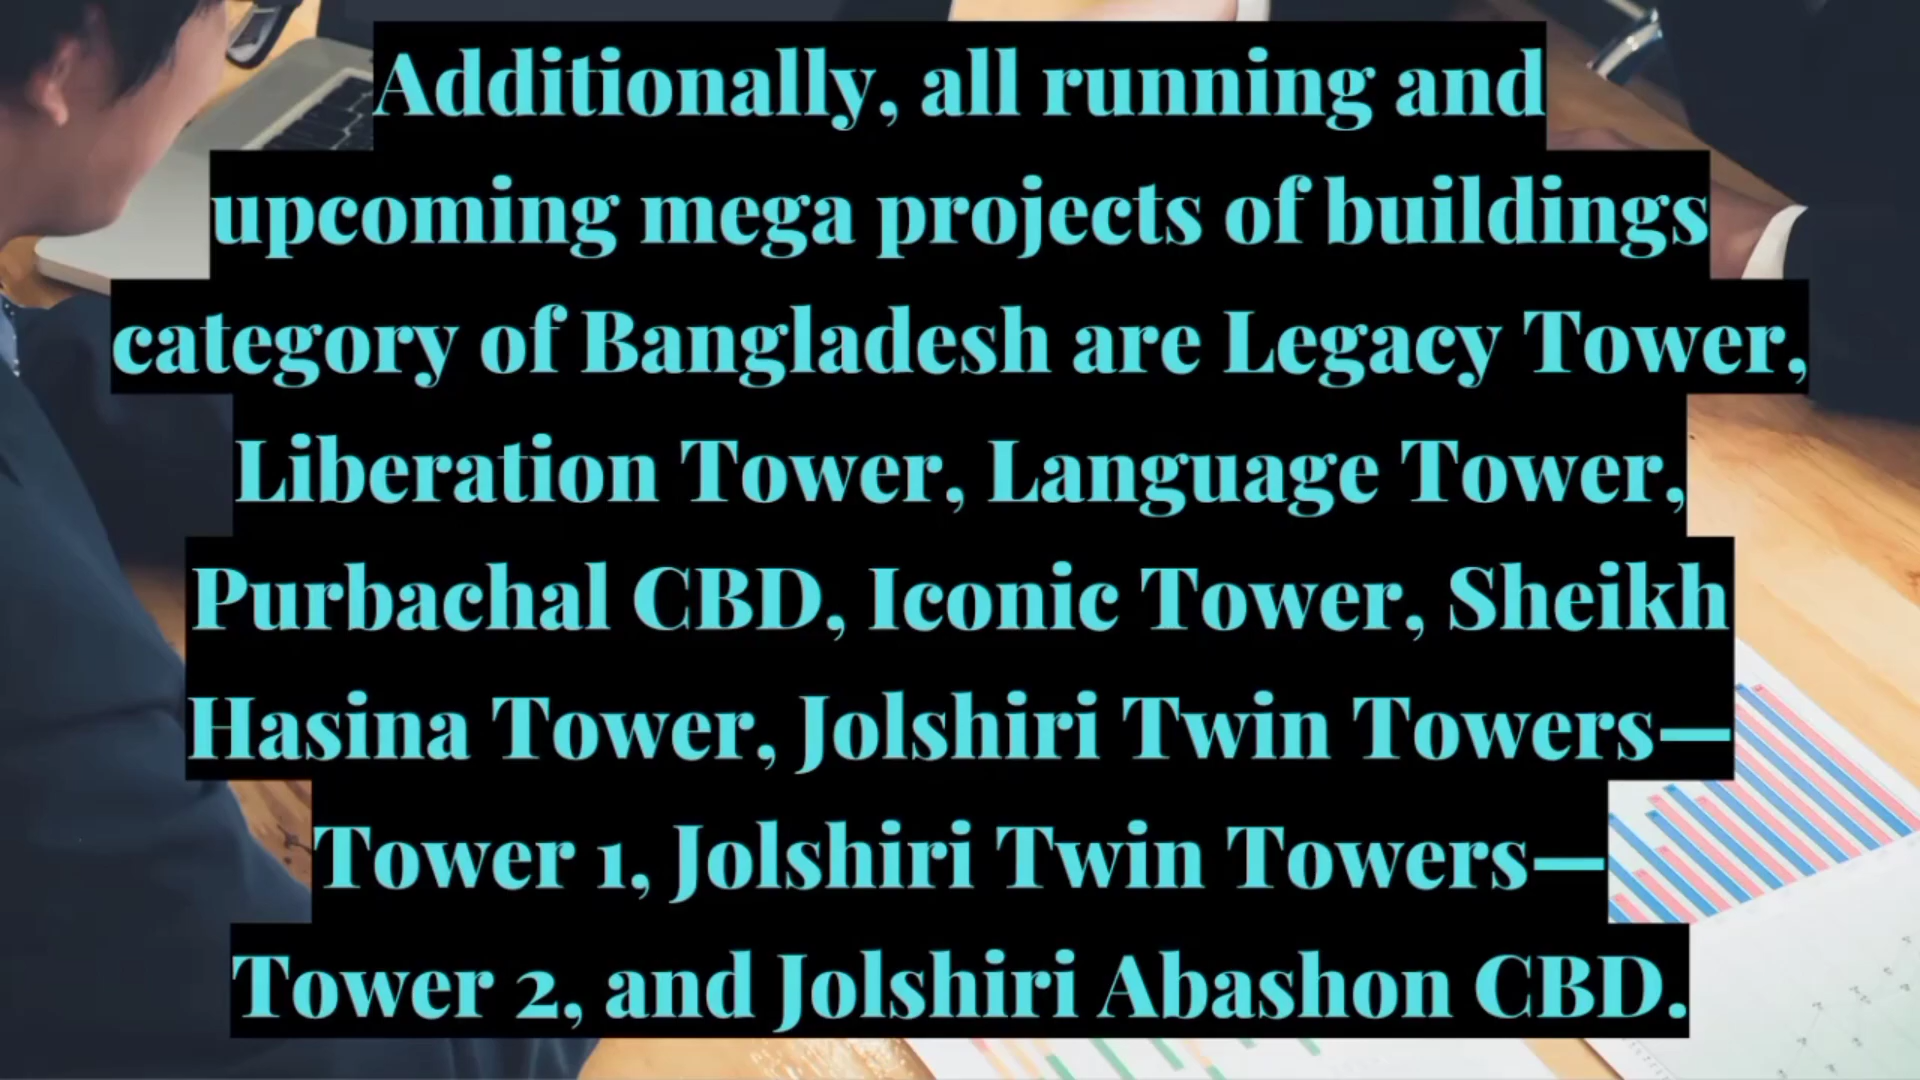 Additionally, all running and
upcoming mega projects of buildings
category of Bangladesh are Legacy Tower,
Liberation Tower, Language Tower,
Purbachal CBD, Iconic Tower, Sheikh
Hasina Tower, Jolshiri Twin Towers—
Tower 1, Jolshiri Twin Towers—
Tower 2, and Jolshiri Abashon CBD.